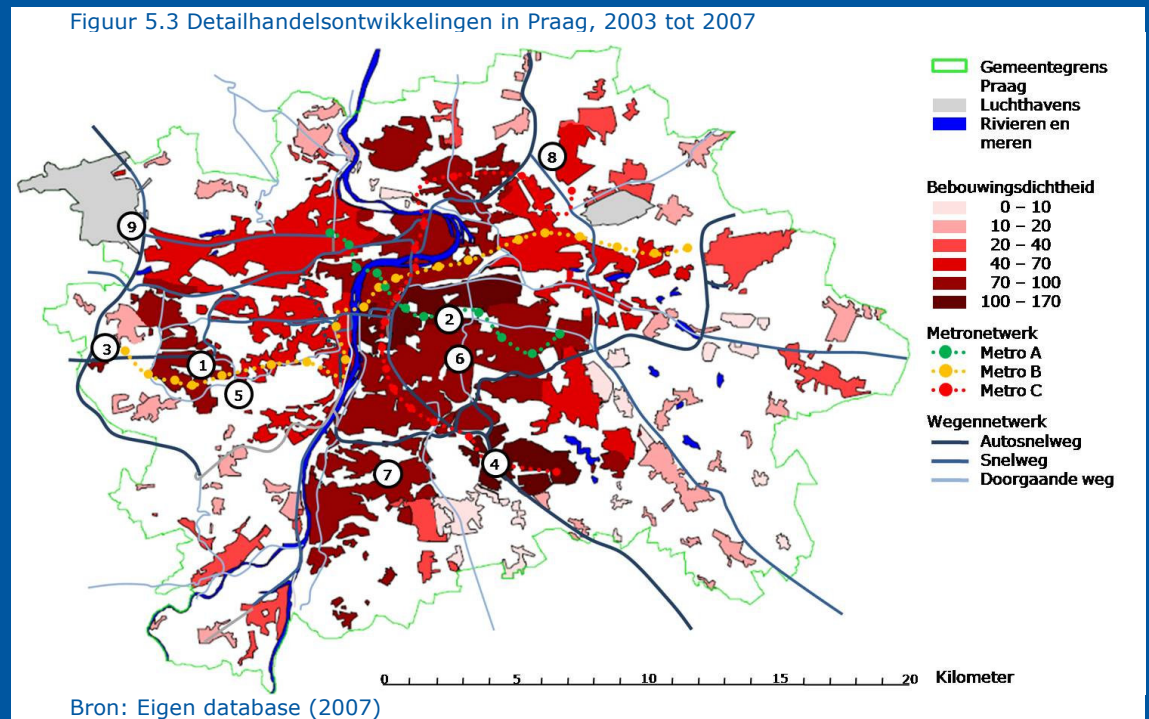 Figuur 5.3 Detailhandelsontwikkelingen in Praag, 2003 tot 2007
Gemeentegrens
Praag
Luchthavens
Rivieren en
meren
Bebouwingsdichtheid
0 – 10
10 – 20
20 – 40
40 – 70
70 – 100
100 – 170
Metronetwerk
Metro A
Metro B
Metro C
Wegennetwerk
Autosnelweg
Snelweg
Doorgaande weg
8
9
2
3
1
6
5
4
7
0 5 10 15 20 Kilometer
Bron: Eigen database (2007)